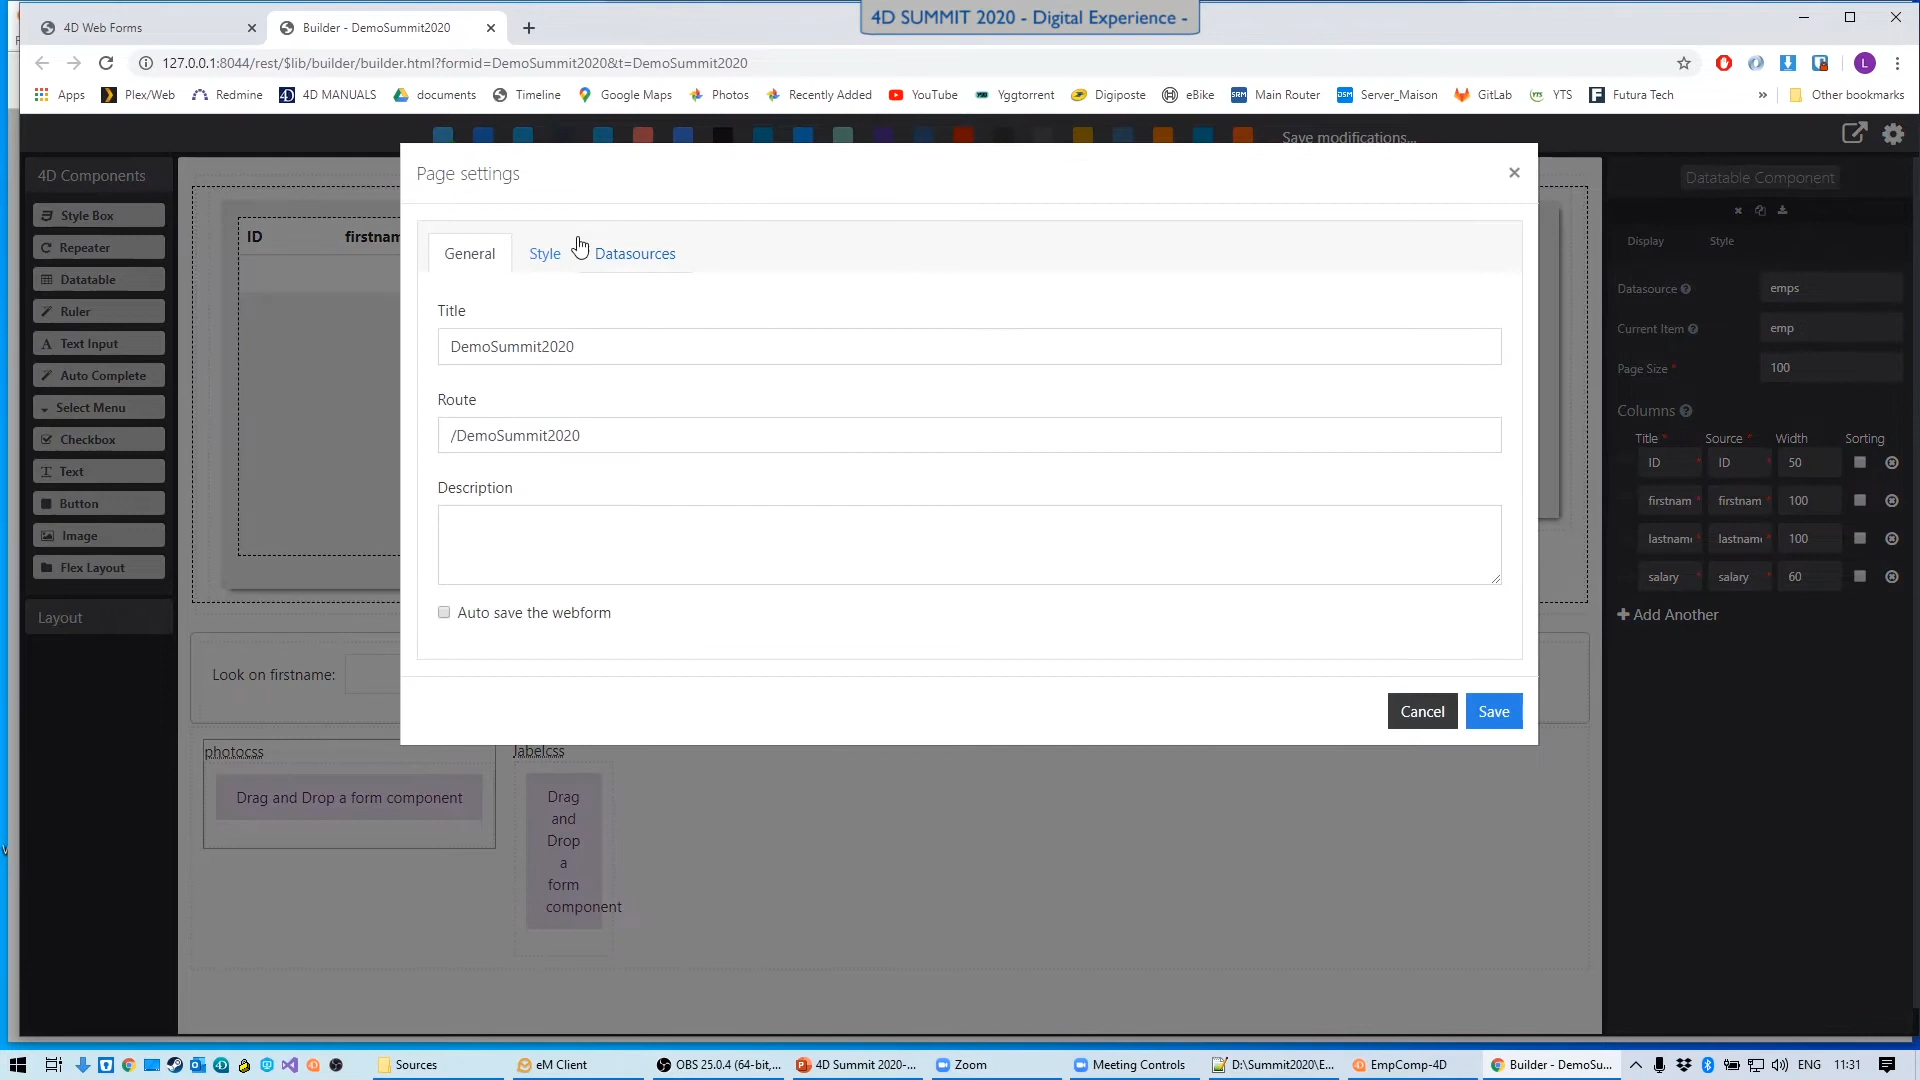 4D SUMMIT 2020 - Digital Experience -
4D Web Forms
Builder - DemoSummit2020
127.0.0.1:8044/rest/$lib/builder/builder.html?formid=DemoSummit2020&t=DemoSummit2020
Apps
Plex/Web
Redmine
4D MANUALS
documents
Timeline
Google Maps
Photos
Recently Added
YouTube
Yggtorrent
Digiposte
eBike
Main Router
Server_Maison
GitLab
YTS
Futura Tech
»
Other bookmarks
Save modifications...
4D Components
Style Box
Repeater
Datatable
Ruler
Text Input
Auto Complete
Select Menu
Checkbox
Text
Button
Image
Flex Layout
Layout
ID firstnam
Look on firstname:
photocss
Drag and Drop a form component
labelcss
Drag
and
Drop
a
form
component
Page settings
General
Style
Datasources
Title
DemoSummit2020
Route
/DemoSummit2020
Description
Auto save the webform
Cancel
Save
Datatable Component
Display
Style
Datasource
emps
Current Item
emp
Page Size *
100
Columns
Title * Source * Width Sorting
ID * ID * 50
firstnam * firstnam * 100
lastnam * lastnam * 100
salary * salary * 60
Add Another
Sources
eM Client
OBS 25.0.4 (64-bit,...
4D Summit 2020-...
Zoom
Meeting Controls
D:\Summit2020\E...
EmpComp-4D
Builder - DemoSu...
ENG
11:31